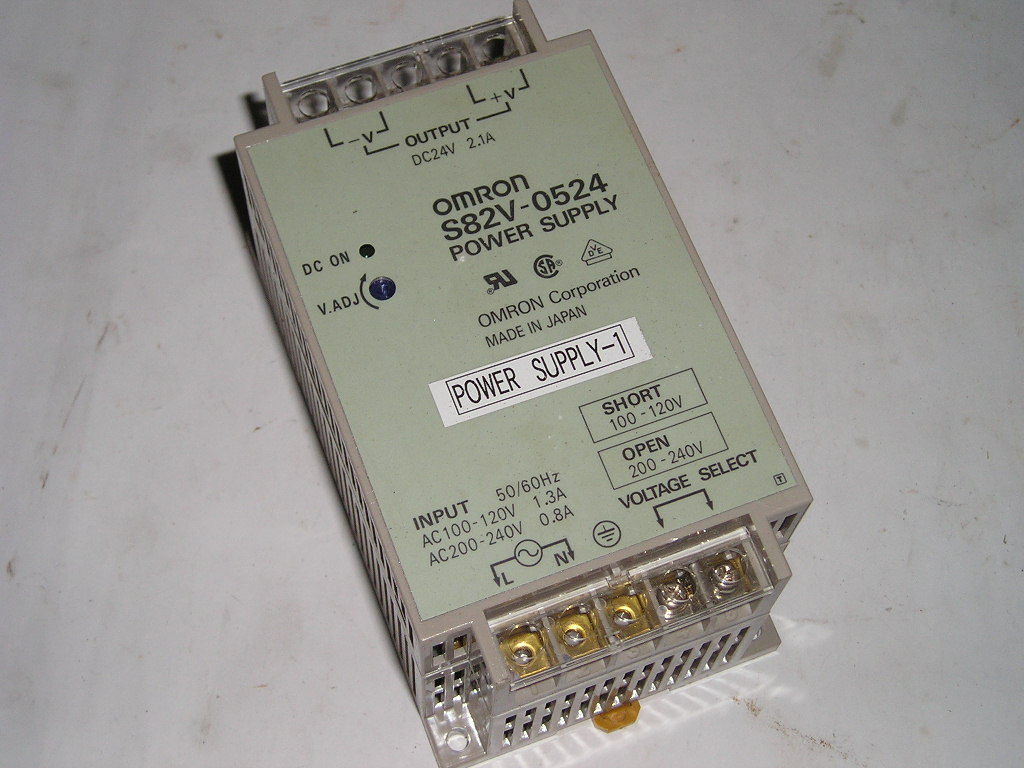 -V
+V
OUTPUT
DC24V 2.1A
omron
S82V-0524
POWER SUPPLY
DC ON
V.ADJ
SA®
DVE
OMRON Corporation
MADE IN JAPAN
POWER SUPPLY-1
SHORT
100-120V
OPEN
200-240V
VOLTAGE SELECT
INPUT 50/60Hz
AC100-120V 1.3A
AC200-240V 0.8A
L
N
T